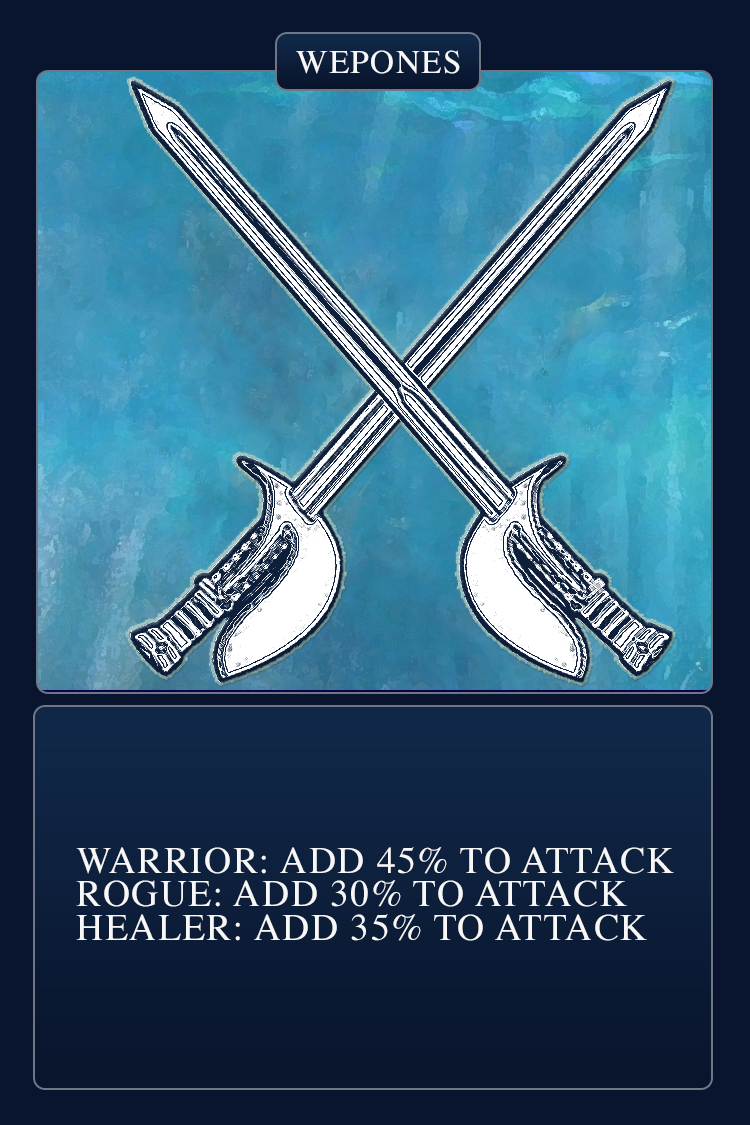 WEPONES
WARRIOR: ADD 45% TO ATTACK
ROGUE: ADD 30% TO ATTACK
HEALER: ADD 35% TO ATTACK